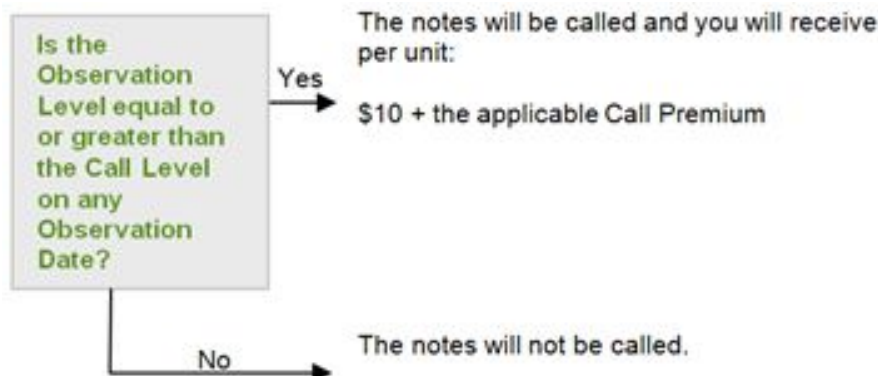 Is the
Observation
Level equal to
or greater than
the Call Level
on any
Observation
Date?
Yes
The notes will be called and you will receive
per unit:
$10 + the applicable Call Premium
No
The notes will not be called.